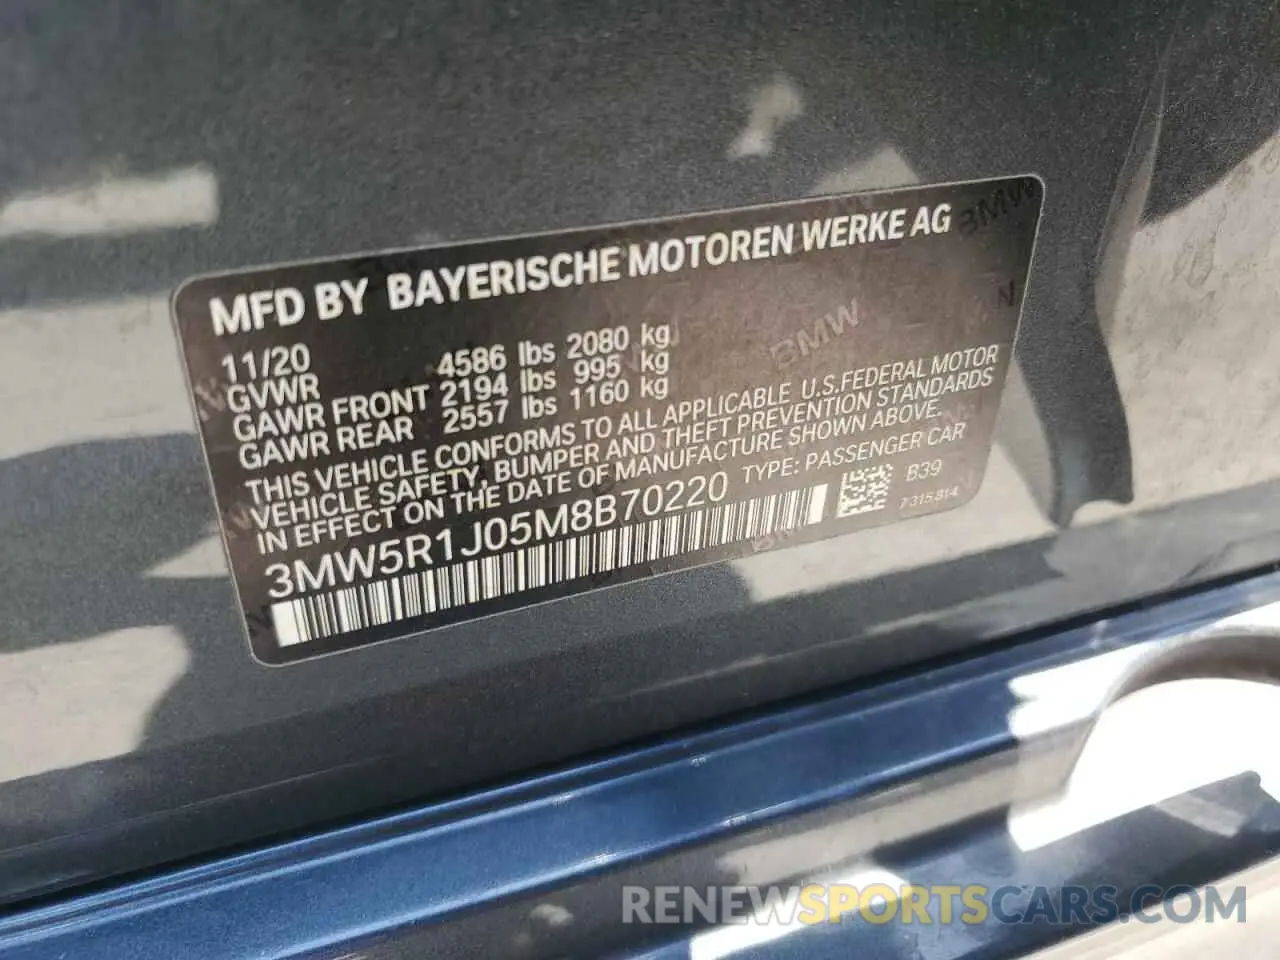 MFD BY BAYERISCHE MOTOREN WERKE AG
11/20
GVWR 4586 lbs 2080 kg
GAWR FRONT 2194 lbs 995 kg
GAWR REAR 2557 lbs 1160 kg
THIS VEHICLE CONFORMS TO ALL APPLICABLE U.S.FEDERAL MOTOR
VEHICLE SAFETY, BUMPER AND THEFT PREVENTION STANDARDS
IN EFFECT ON THE DATE OF MANUFACTURE SHOWN ABOVE.
3MW5R1J05M8B70220 TYPE: PASSENGER CAR
B39
7315814
BMW
BMW
BMW
RENEWSPORTSCARS.COM